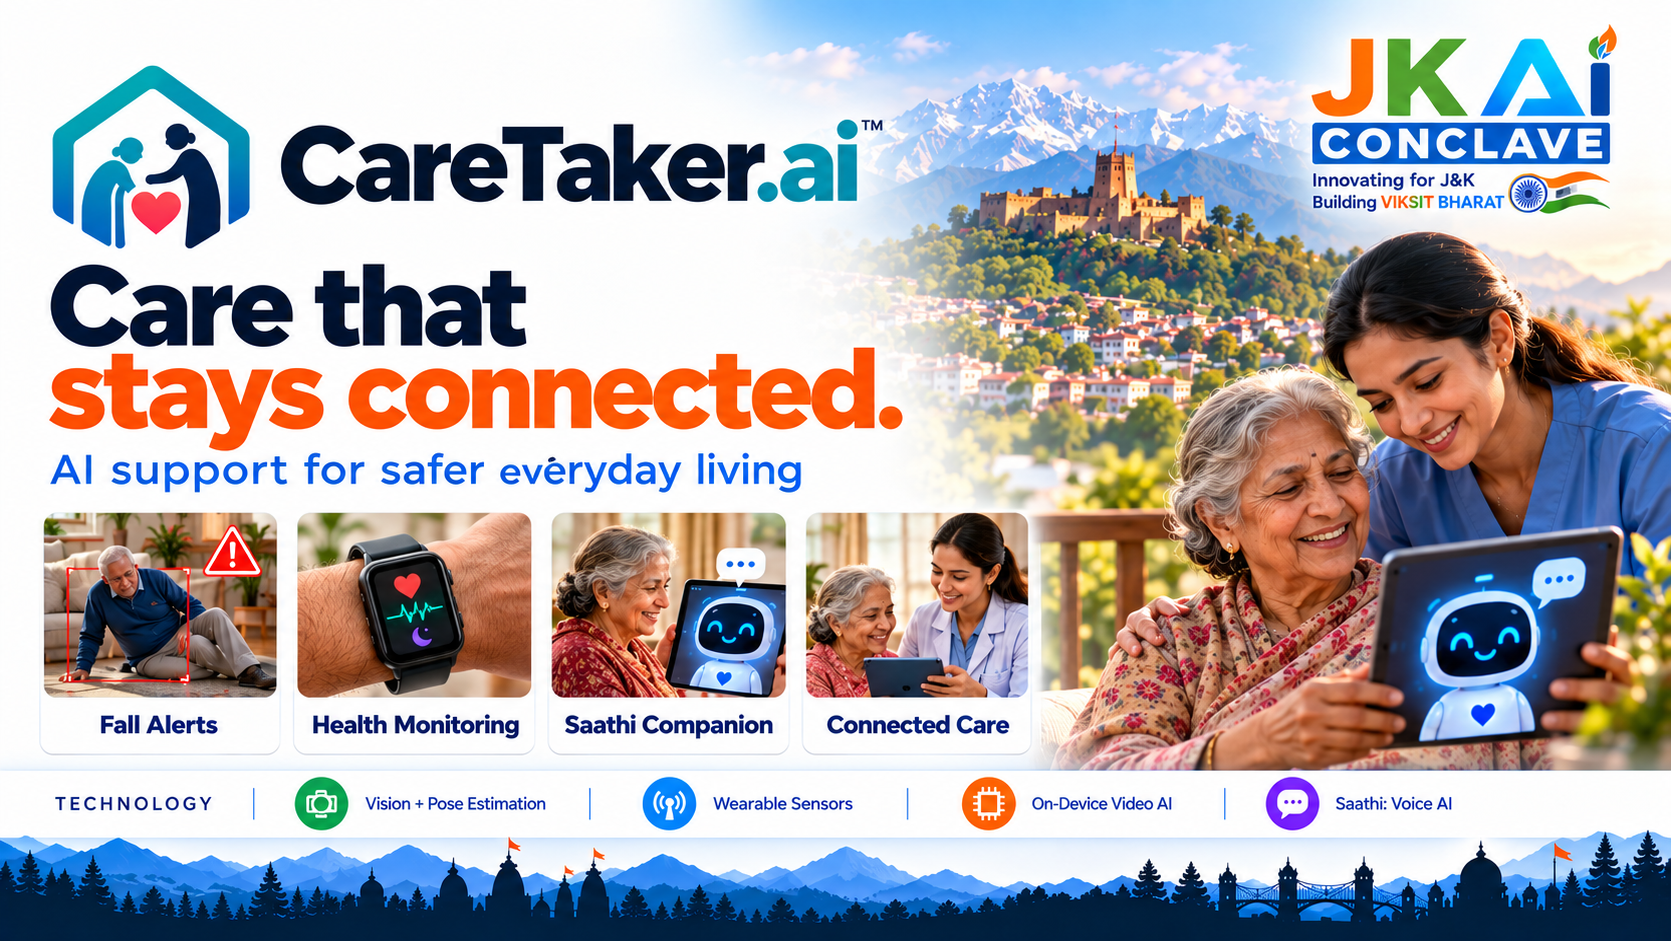 CareTaker.ai™
JK Ai
CONCLAVE
Innovating for J&K
Building VIKSIT BHARAT
Care that
stays connected.
AI support for safer everyday living
Fall Alerts
Health Monitoring
Saathi Companion
Connected Care
TECHNOLOGY
Vision + Pose Estimation
Wearable Sensors
On-Device Video AI
Saathi: Voice AI